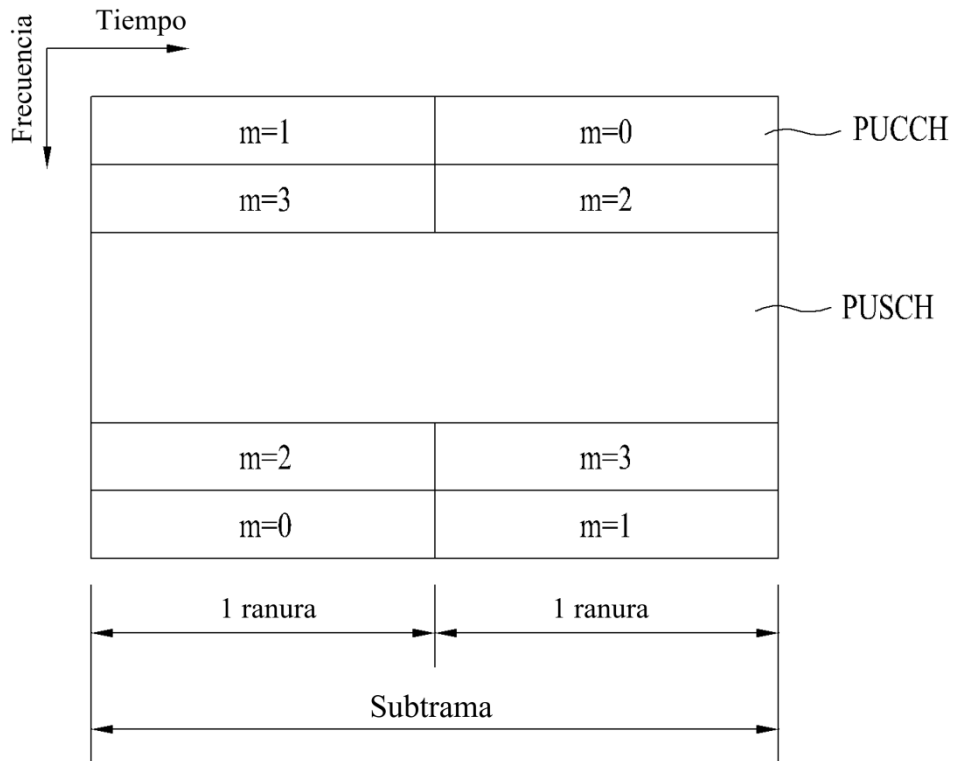 Tiempo
Frecuencia
m=1
m=0
PUCCH
m=3
m=2
PUSCH
m=2
m=3
m=0
m=1
1 ranura
1 ranura
Subtrama